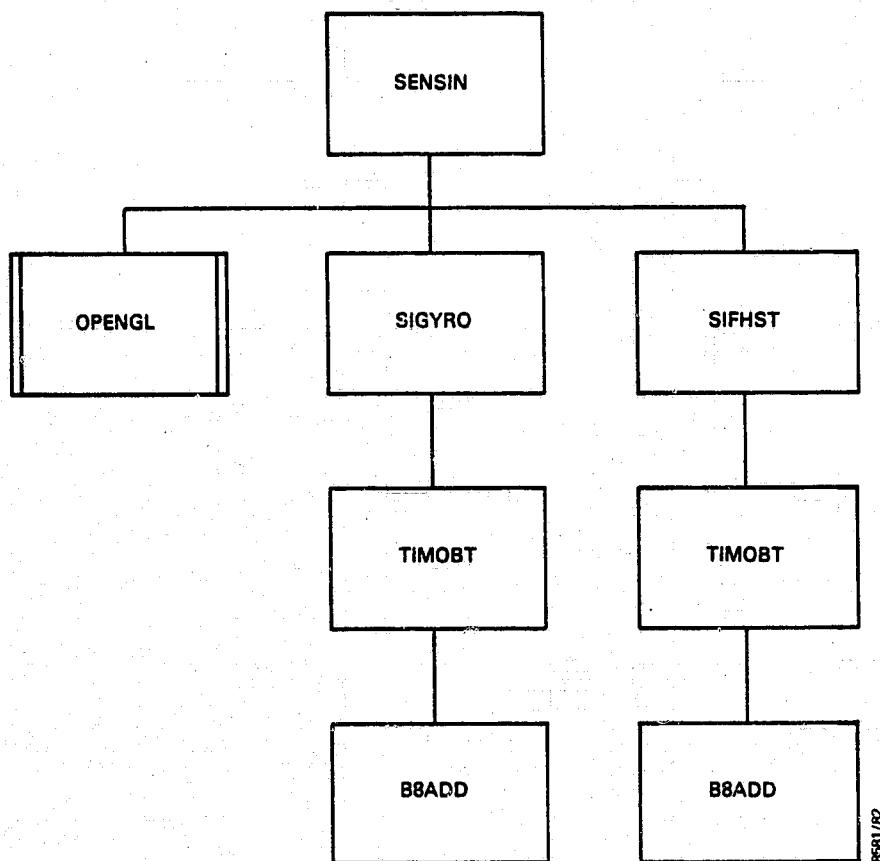 SENSIN
OPENGL
SIGYRO
SIFHST
TIMOBT
TIMOBT
B8ADD
B8ADD